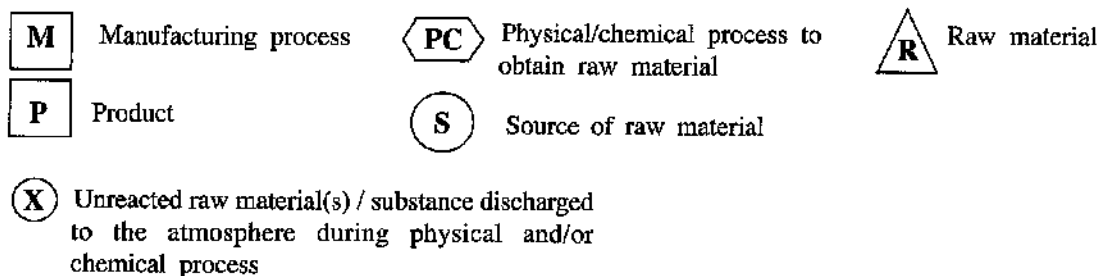 M Manufacturing process
PC Physical/chemical process to
obtain raw material
R Raw material
P Product
S Source of raw material
X Unreacted raw material(s) / substance discharged
to the atmosphere during physical and/or
chemical process